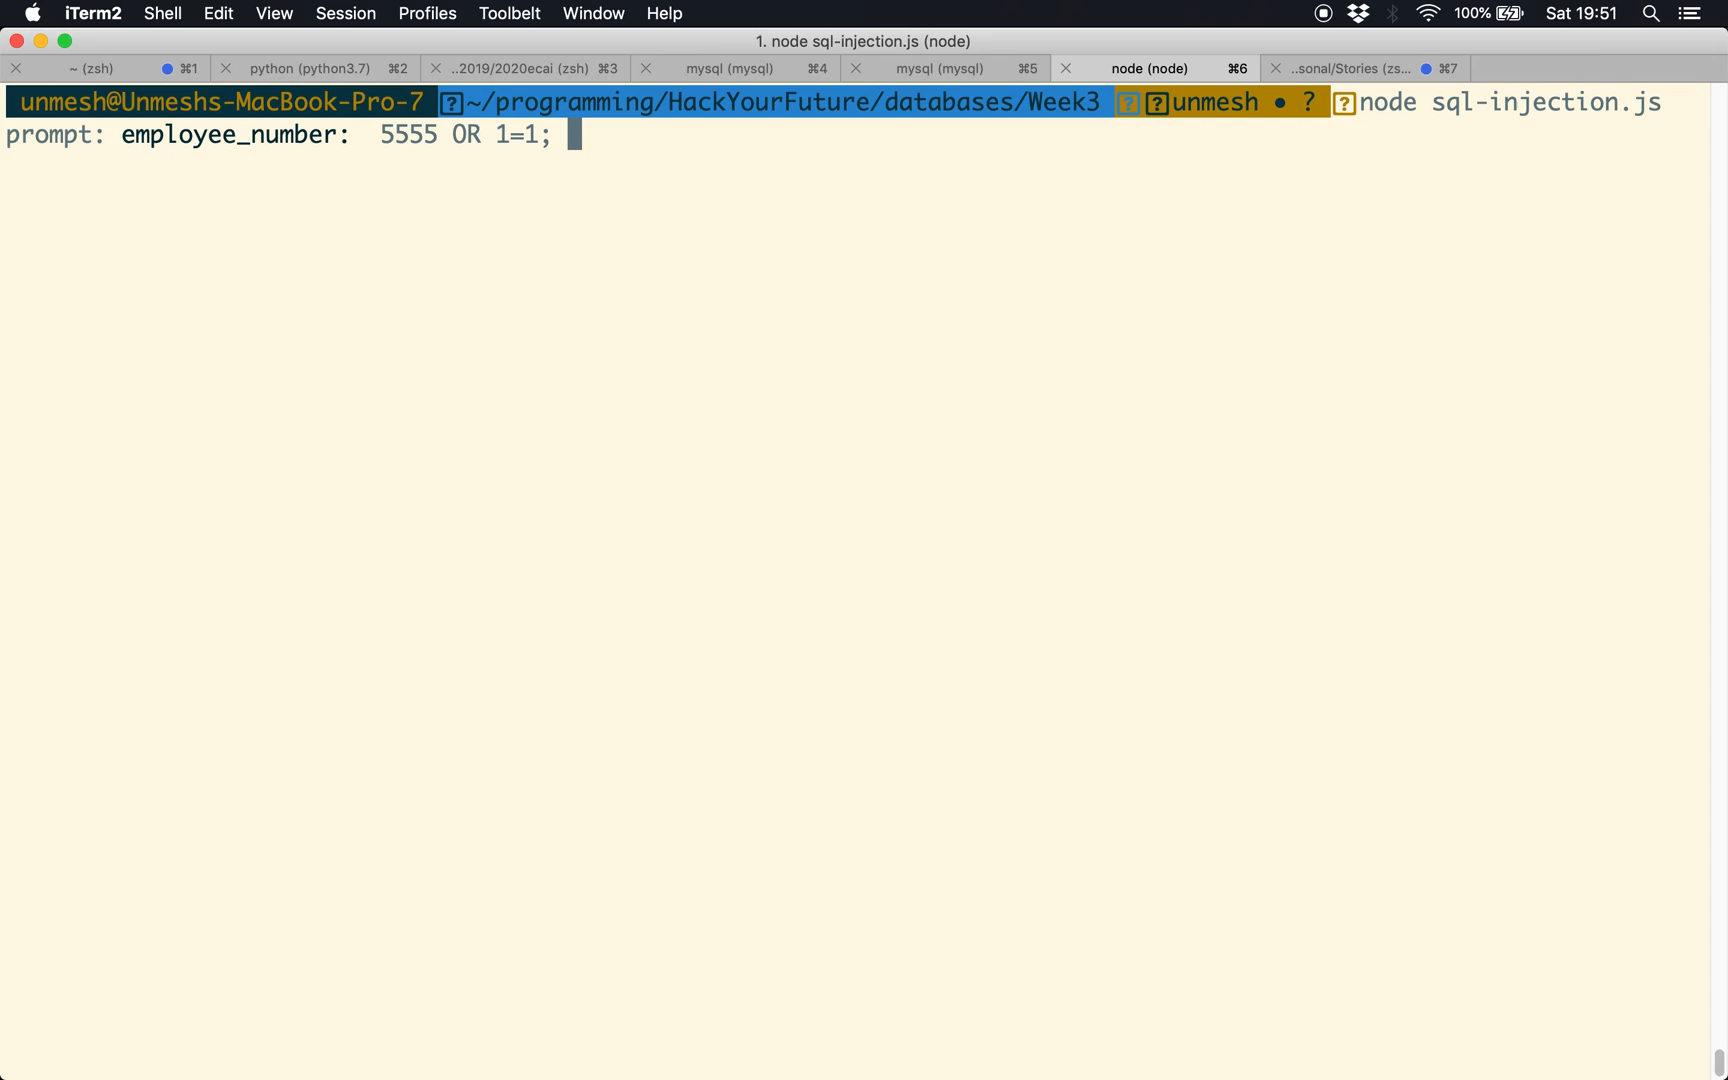 iTerm2 Shell Edit View Session Profiles Toolbelt Window Help 100% Sat 19:51
1. node sql-injection.js (node)
~ (zsh) ⌘1 python (python3.7) ⌘2 ..2019/2020ecai (zsh) ⌘3 mysql (mysql) ⌘4 mysql (mysql) ⌘5 node (node) ⌘6 ..sonal/Stories (zs... ⌘7
unmesh@Unmeshs-MacBook-Pro-7 ?~/programming/HackYourFuture/databases/Week3 ??unmesh • ? ?node sql-injection.js
prompt: employee_number:  5555 OR 1=1;